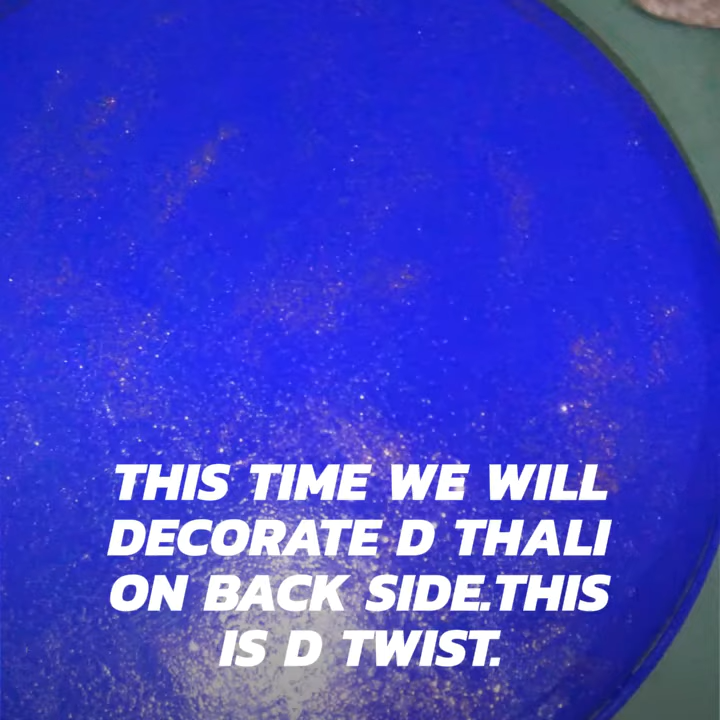 THIS TIME WE WILL
DECORATE D THALI
ON BACK SIDE.THIS
IS D TWIST.